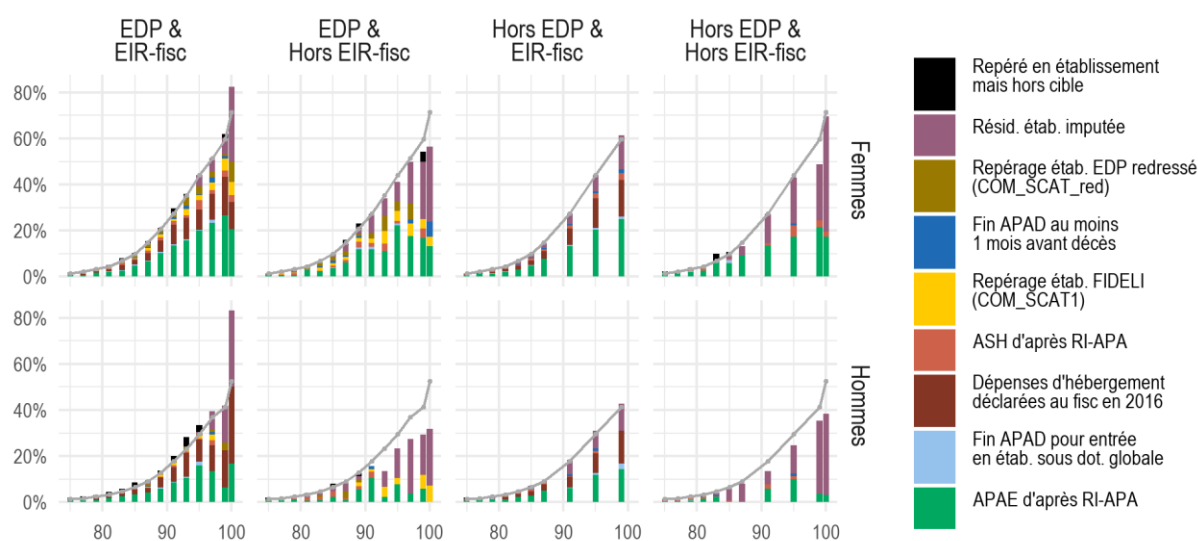 EDP &
EIR-fisc
EDP &
Hors EIR-fisc
Hors EDP &
EIR-fisc
Hors EDP &
Hors EIR-fisc
80%
60%
40%
20%
0%
Femmes
80%
60%
40%
20%
0%
Hommes
80
90
100
80
90
100
80
90
100
80
90
100
Repéré en établissement
mais hors cible
Résid. étab. imputée
Repérage étab. EDP redressé
(COM_SCAT_red)
Fin APAD au moins
1 mois avant décès
Repérage étab. FIDELI
(COM_SCAT1)
ASH d'après RI-APA
Dépenses d'hébergement
déclarées au fisc en 2016
Fin APAD pour entrée
en étab. sous dot. globale
APAE d'après RI-APA